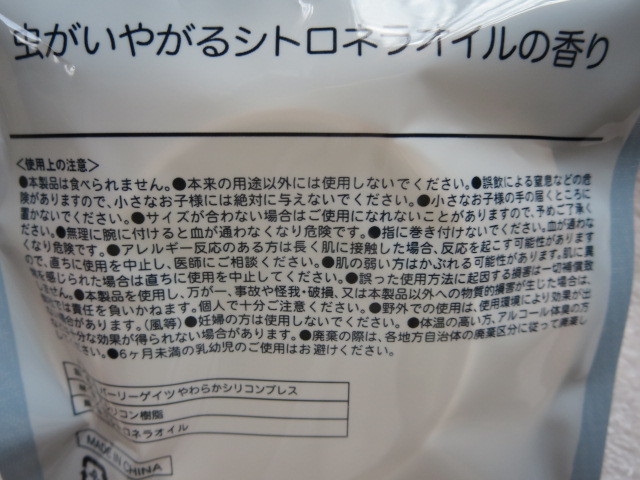 虫がいやがるシトロネラオイルの香り
<使用上の注意>
●本製品は食べられません。●本来の用途以外には使用しないでください。●誤飲による窒息などの危
険がありますので、小さなお子様には絶対に与えないでください。●小さなお子様の手の届くところに
置かないでください。●サイズが合わない場合はご使用になれないことがありますので、予めご了承く
ださい。●無理に腕に付けると血が通わなくなり危険です。●指に巻き付けないでください。血が通わな
くなり危険です。●アレルギー反応のある方は長く肌に接触した場合、反応を起こす可能性があります
ので、直ちに使用を中止し、医師にご相談ください。●肌の弱い方はかぶれる可能性があります。肌に異
常を感じられた場合は直ちに使用を中止してください。●誤った使用方法に起因する損害は一切補償致
しません。●本製品を使用し、万が一、事故や怪我・破損、又は本製品以外への物質的損害が生じた場合は、
では責任を負いかねます。個人で十分ご注意ください。●野外での使用は、使用環境により効果が出
場合があります。(風等)●妊婦の方は使用しないでください。●体温の高い方、アルコール体臭の方
十分な効果が得られない場合があります。●廃棄の際は、各地方自治体の廃棄区分に従って廃棄し
ください。●6ヶ月未満の乳幼児のご使用はお避けください。
パーリーゲイツやわらかシリコンブレス
リコン樹脂
ロネラオイル
MADE IN CHINA